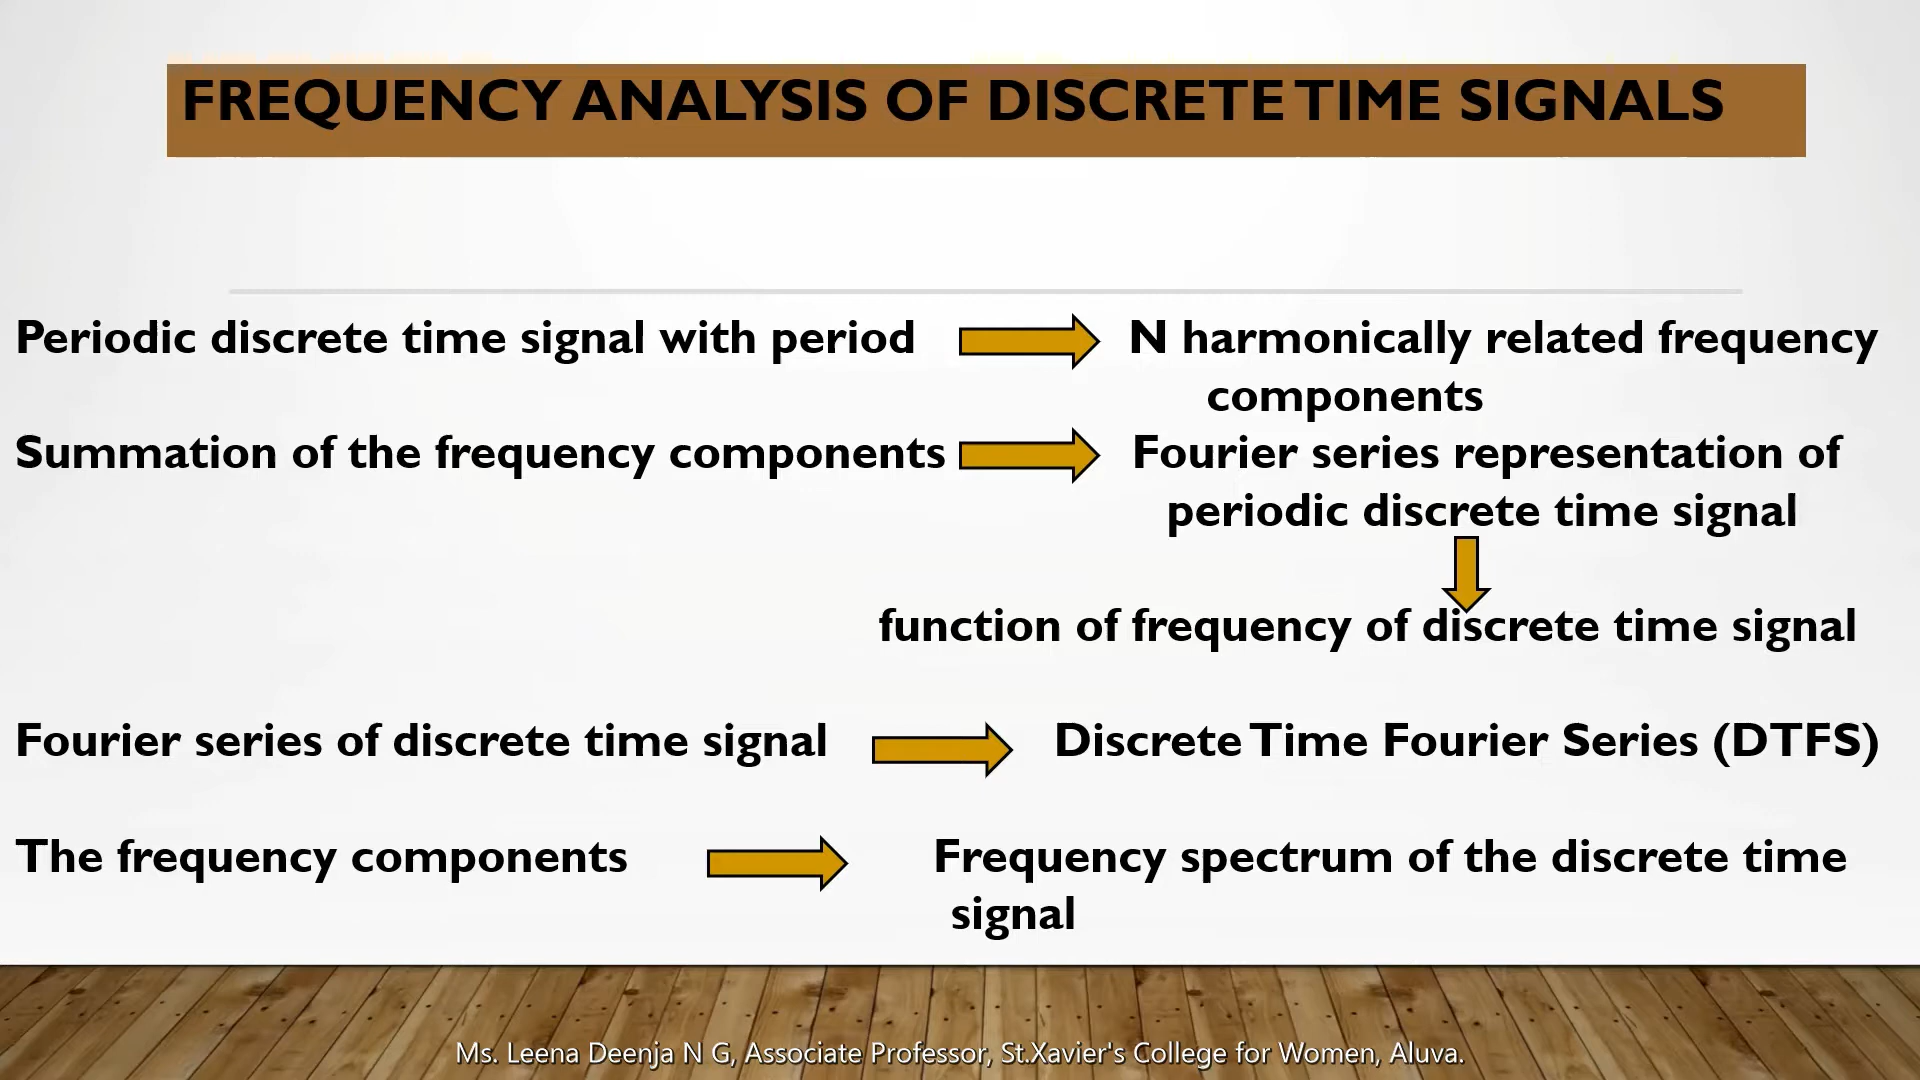 FREQUENCY ANALYSIS OF DISCRETE TIME SIGNALS
Periodic discrete time signal with period
N harmonically related frequency
components
Summation of the frequency components
Fourier series representation of
periodic discrete time signal
function of frequency of discrete time signal
Fourier series of discrete time signal
Discrete Time Fourier Series (DTFS)
The frequency components
Frequency spectrum of the discrete time
signal
Ms. Leena Deenja N G, Associate Professor, St.Xavier's College for Women, Aluva.